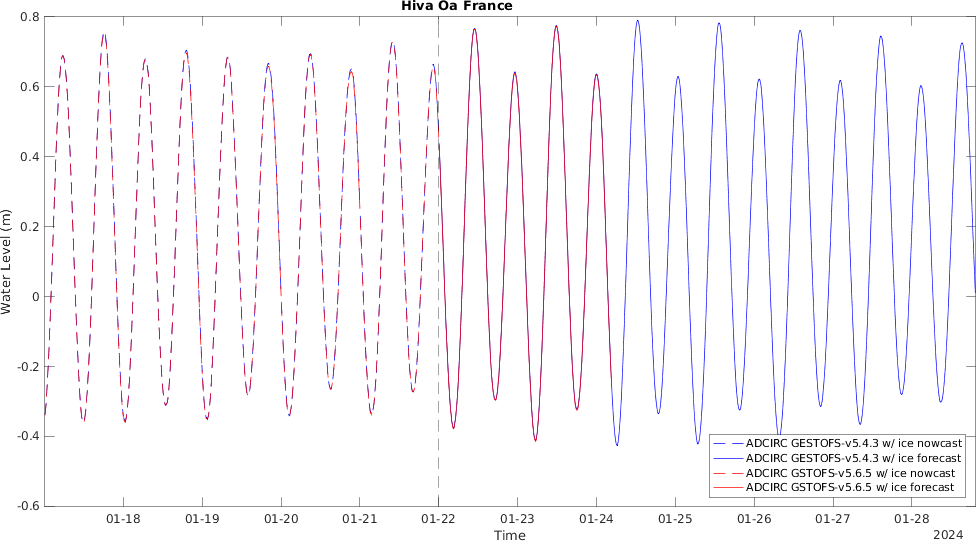 Hiva Oa France
0.8
0.6
0.4
0.2
0
-0.2
-0.4
-0.6
Water Level (m)
ADCIRC GESTOFS-v5.4.3 w/ ice nowcast
ADCIRC GESTOFS-v5.4.3 w/ ice forecast
ADCIRC GSTOFS-v5.6.5 w/ ice nowcast
ADCIRC GSTOFS-v5.6.5 w/ ice forecast
01-18 01-19 01-20 01-21 01-22 01-23 01-24 01-25 01-26 01-27 01-28
Time
2024